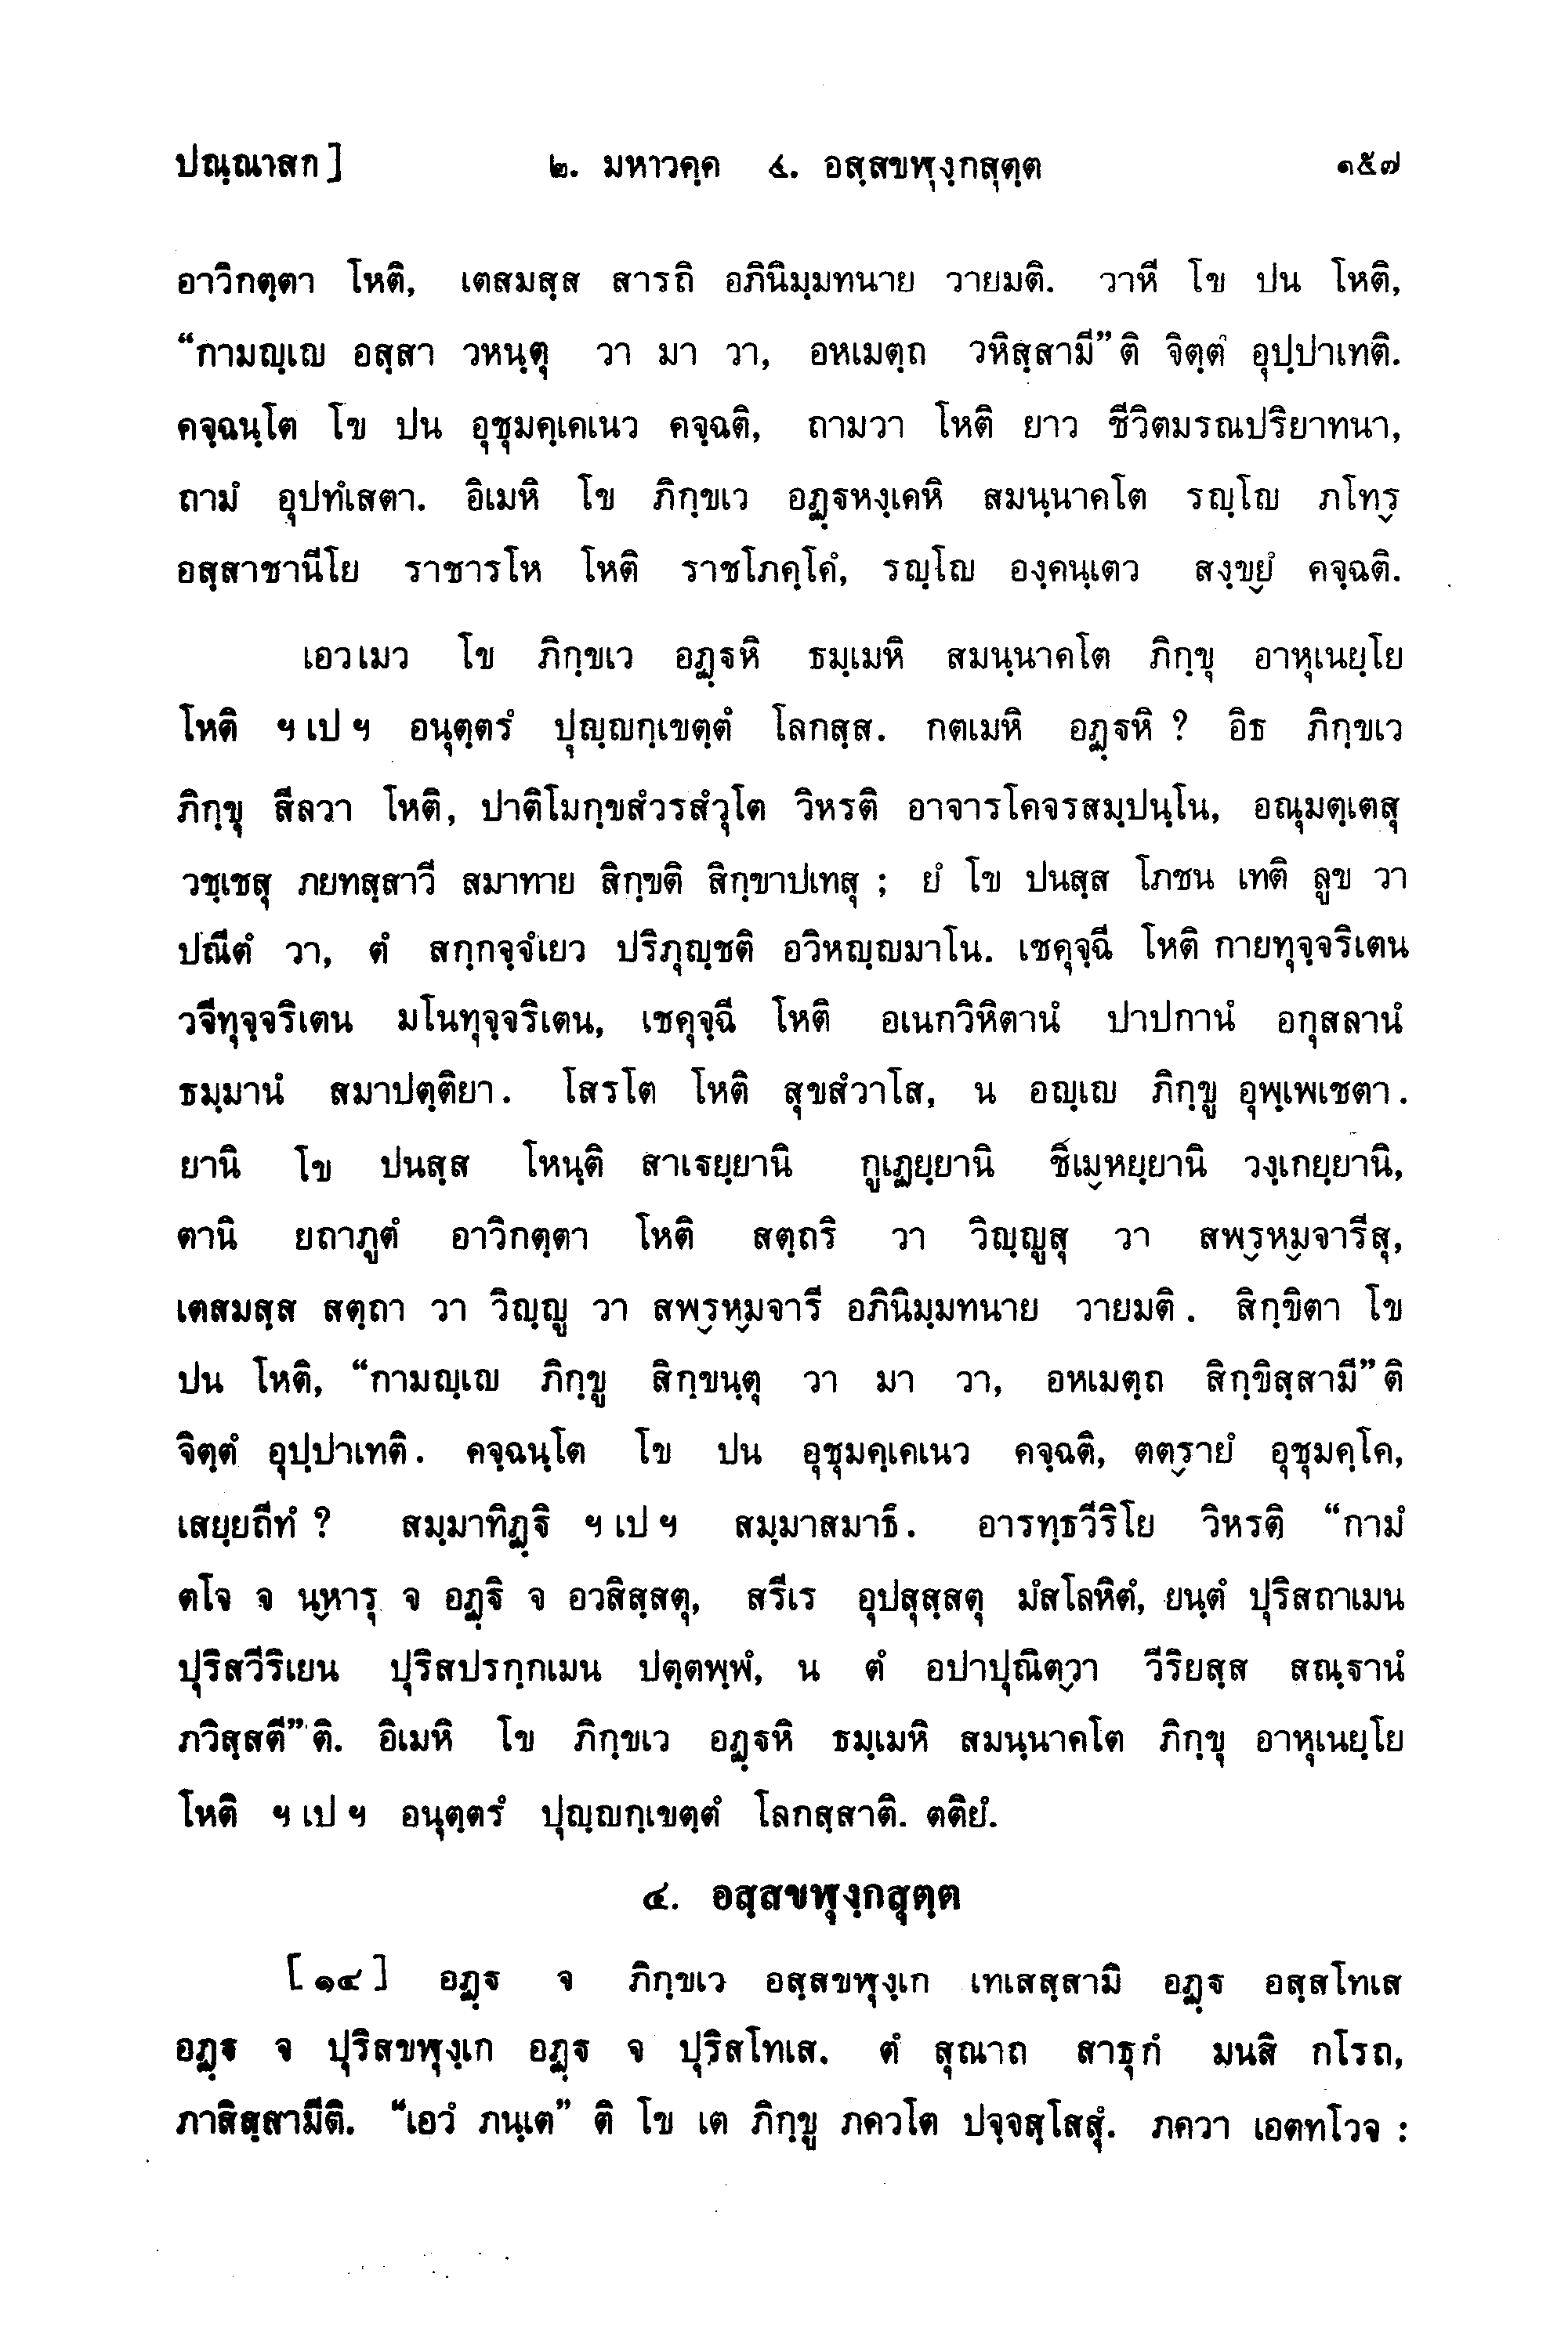 ปณฺณาสก]	๒. มหาวคฺค ๔. อสฺสขฬุงฺกสุตฺต	๑๕๗
อาวิกตฺตา โหติ, เตสมสฺส สารถิ อภินิมฺมทนาย วายมติ. วาหี โข ปน โหติ,
“กามญฺเญ อสฺสา วหนฺตุ วา มา วา, อหเมตฺถ วหิสฺสามี”ติ จิตฺตํ อุปฺปาเทติ.
คจฺฉนฺโต โข ปน อุชุมคฺเคเนว คจฺฉติ, ถามวา โหติ ยาว ชีวิตมรณปริยาทนา,
ถามํ อุปทํเสตา. อิเมหิ โข ภิกฺขเว อฏฺฐหงฺเคหิ สมนฺนาคโต รญฺโญ ภโทฺร
อสฺสาชานีโย ราชารโห โหติ ราชโภคฺโคํ, รญฺโญ องฺคนฺเตว สงฺขฺยํ คจฺฉติ.
เอวเมว โข ภิกฺขเว อฏฺฐหิ ธมฺเมหิ สมนฺนาคโต ภิกฺขุ อาหุเนยฺโย
โหติ ฯเปฯ อนุตฺตรํ ปุญฺญกฺเขตฺตํ โลกสฺส. กตเมหิ อฏฺฐหิ ? อิธ ภิกฺขเว
ภิกฺขุ สีลวา โหติ, ปาติโมกฺขสํวรสํวุโต วิหรติ อาจารโคจรสมฺปนฺโน, อณุมตฺเตสุ
วชฺเชสุ ภยทสฺสาวี สมาทาย สิกฺขติ สิกฺขาปเทสุ ; ยํ โข ปนสฺส โภชน เทติ ลูข วา
ปณีตํ วา, ตํ สกฺกจฺจํเยว ปริภุญฺชติ อวิหญฺญมาโน. เชคุจฺฉี โหติ กายทุจฺจริเตน
วจีทุจฺจริเตน มโนทุจฺจริเตน, เชคุจฺฉี โหติ อเนกวิหิตานํ ปาปกานํ อกุสลานํ
ธมฺมานํ สมาปตฺติยา. โสรโต โหติ สุขสํวาโส, น อญฺเญ ภิกฺขู อุพฺเพเชตา.
ยานิ โข ปนสฺส โหนฺติ สาเฐยฺยานิ กูเฏยฺยานิ ชิเมฺหยฺยานิ วงฺเกยฺยานิ,
ตานิ ยถาภูตํ อาวิกตฺตา โหติ สตฺถริ วา วิญฺญูสุ วา สพฺรหฺมจารีสุ,
เตสมสฺส สตฺถา วา วิญฺญู วา สพฺรหฺมจารี อภินิมฺมทนาย วายมติ. สิกฺขิตา โข
ปน โหติ, “กามญฺเญ ภิกฺขู สิกฺขนฺตุ วา มา วา, อหเมตฺถ สิกฺขิสฺสามี”ติ
จิตฺตํ อุปฺปาเทติ. คจฺฉนฺโต โข ปน อุชุมคฺเคเนว คจฺฉติ, ตตฺรายํ อุชุมคฺโค,
เสยฺยถีทํ ? สมฺมาทิฏฺฐิ ฯเปฯ สมฺมาสมาธิ. อารทฺธวีริโย วิหรติ “กามํ
ตโจ จ นฺหารุ จ อฏฺฐิ จ อวสิสฺสตุ, สรีเร อุปสุสฺสตุ มํสโลหิตํ, ยนฺตํ ปุริสถาเมน
ปุริสวีริเยน ปุริสปรกฺกเมน ปตฺตพฺพํ, น ตํ อปาปุณิตฺวา วีริยสฺส สณฺฐานํ
ภวิสฺสตี”ติ. อิเมหิ โข ภิกฺขเว อฏฺฐหิ ธมฺเมหิ สมนฺนาคโต ภิกฺขุ อาหุเนยฺโย
โหติ ฯเปฯ อนุตฺตรํ ปุญฺญกฺเขตฺตํ โลกสฺสาติ. ตติยํ.
๔. อสฺสขฬุงฺกสุตฺต
[๑๔] อฏฺฐ จ ภิกฺขเว อสฺสขฬุงฺเก เทเสสฺสามิ อฏฺฐ อสฺสโทเส
อฏฺฐ จ ปุริสขฬุงฺเก อฏฺฐ จ ปุริสโทเส. ตํ สุณาถ สาธุกํ มนสิ กโรถ,
ภาสิสฺสามีติ. “เอวํ ภนฺเต” ติ โข เต ภิกฺขู ภควโต ปจฺจสฺโสสุํ. ภควา เอตทโวจ :